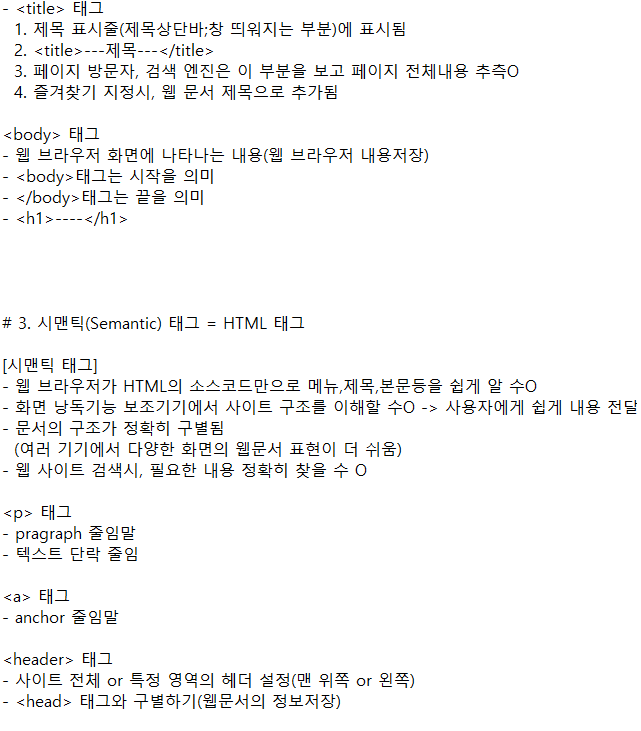 - <title> 태그
1. 제목 표시줄(제목상단바;창 띄워지는 부분)에 표시됨
2. <title>---제목---</title>
3. 페이지 방문자, 검색 엔진은 이 부분을 보고 페이지 전체내용 추측O
4. 즐겨찾기 지정시, 웹 문서 제목으로 추가됨
<body> 태그
- 웹 브라우저 화면에 나타나는 내용(웹 브라우저 내용저장)
- <body>태그는 시작을 의미
- </body>태그는 끝을 의미
- <h1>----</h1>
# 3. 시맨틱(Semantic) 태그 = HTML 태그
[시맨틱 태그]
- 웹 브라우저가 HTML의 소스코드만으로 메뉴,제목,본문등을 쉽게 알 수O
- 화면 낭독기능 보조기기에서 사이트 구조를 이해할 수O -> 사용자에게 쉽게 내용 전달
- 문서의 구조가 정확히 구별됨
(여러 기기에서 다양한 화면의 웹문서 표현이 더 쉬움)
- 웹 사이트 검색시, 필요한 내용 정확히 찾을 수 O
<p> 태그
- pragraph 줄임말
- 텍스트 단락 줄임
<a> 태그
- anchor 줄임말
<header> 태그
- 사이트 전체 or 특정 영역의 헤더 설정(맨 위쪽 or 왼쪽)
- <head> 태그와 구별하기(웹문서의 정보저장)